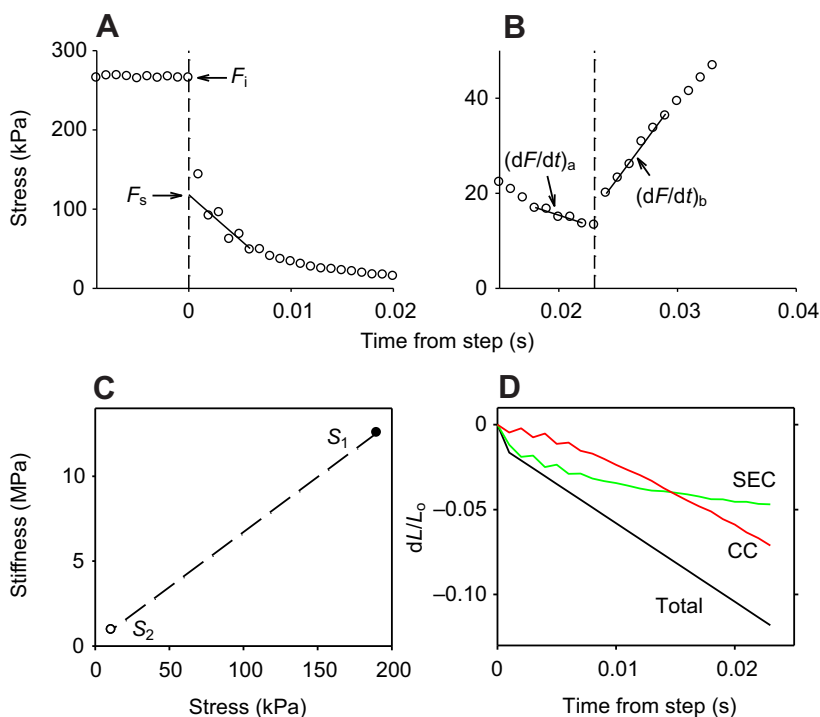 A
Stress (kPa)
300
200
100
0
Fi
Fs
0
0.01
0.02
B
40
20
0
(dF/dt)a
(dF/dt)b
0.02
0.03
0.04
Time from step (s)
C
Stiffness (MPa)
10
5
0
S1
S2
0
50
100
150
200
Stress (kPa)
D
dL/Lo
0
–0.05
–0.10
SEC
CC
Total
0
0.01
0.02
Time from step (s)